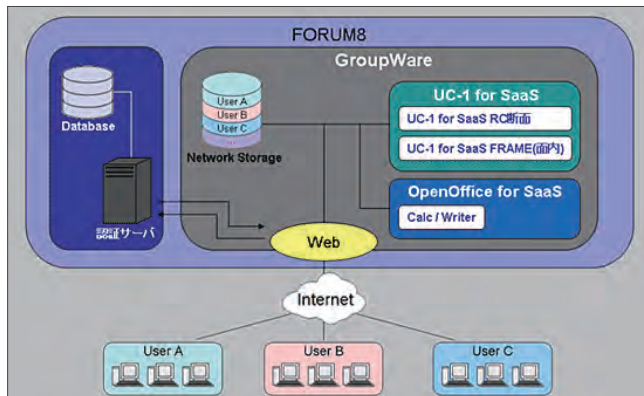 FORUM8
GroupWare
Database
認証サーバ
User A
User B
User C
Network Storage
UC-1 for SaaS
UC-1 for SaaS RC断面
UC-1 for SaaS FRAME(面内)
OpenOffice for SaaS
Calc / Writer
Web
Internet
User A
User B
User C